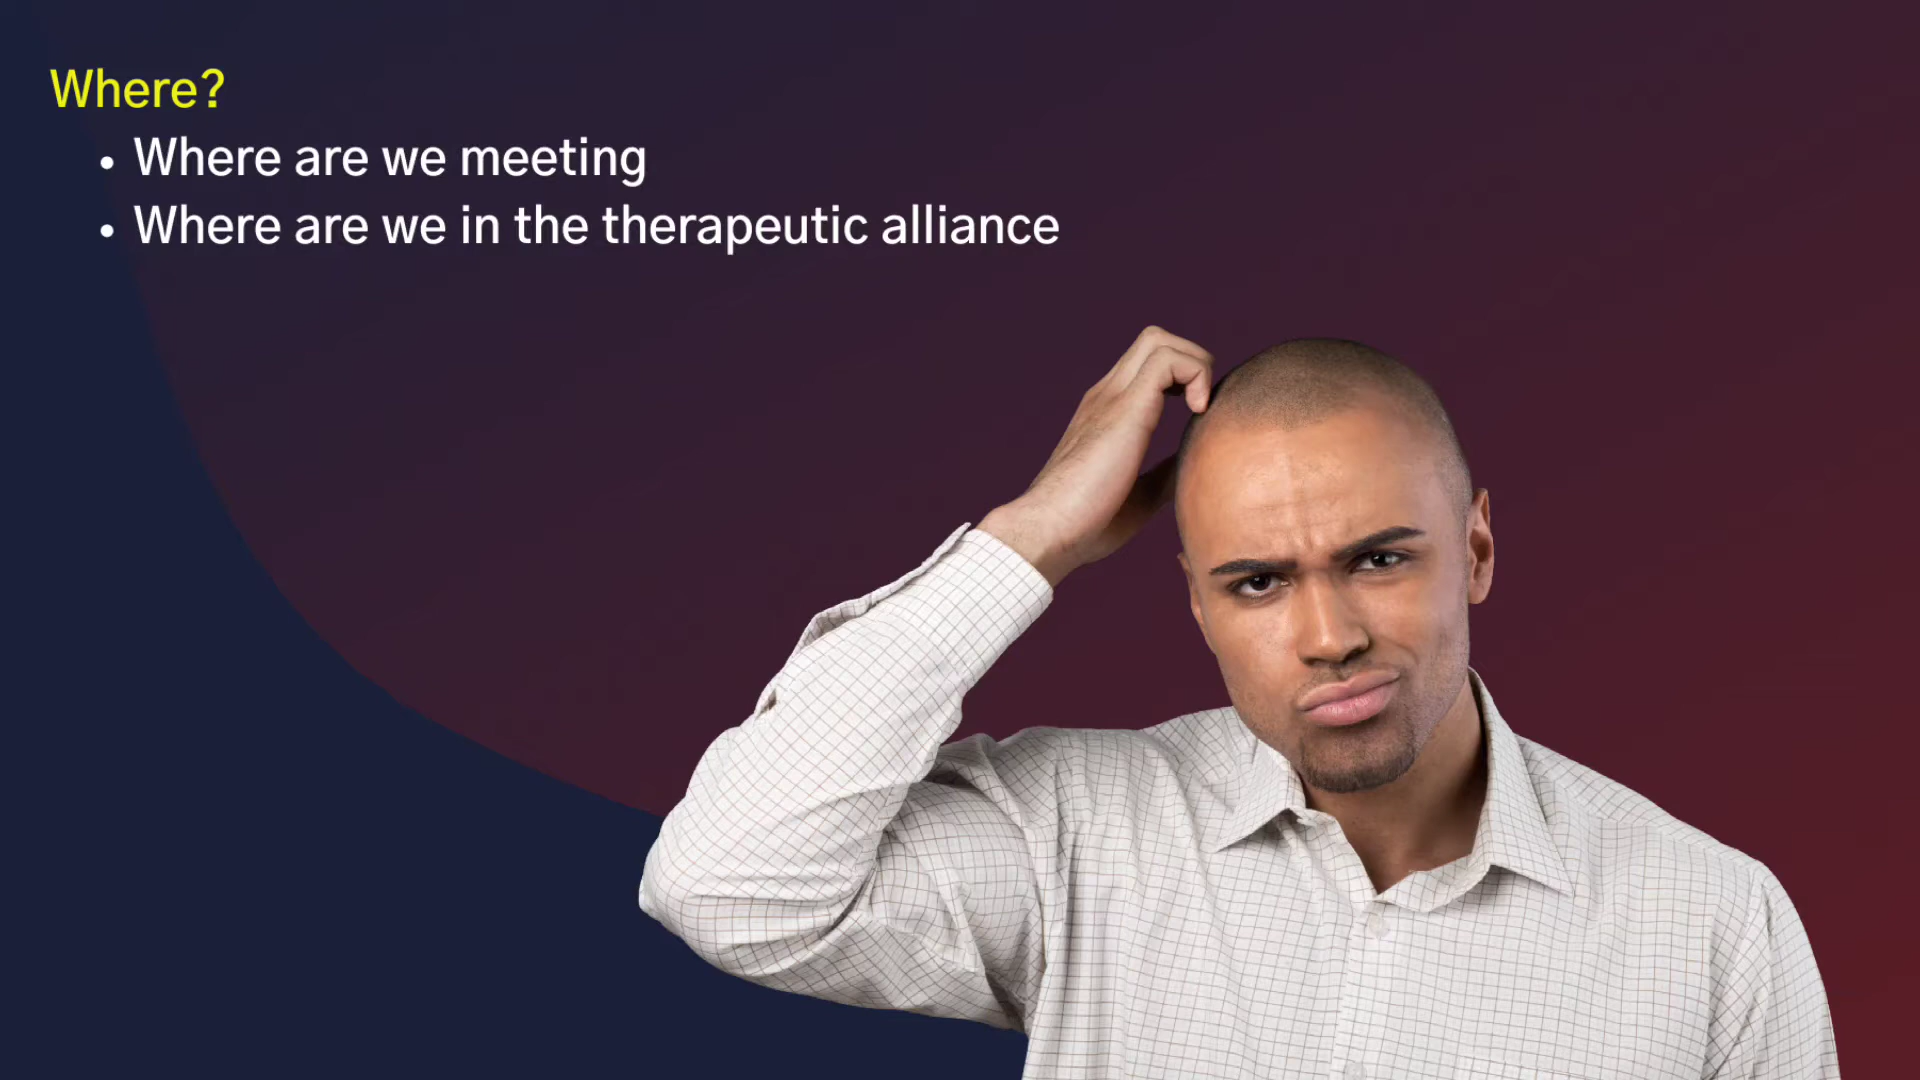 Where?
• Where are we meeting
• Where are we in the therapeutic alliance